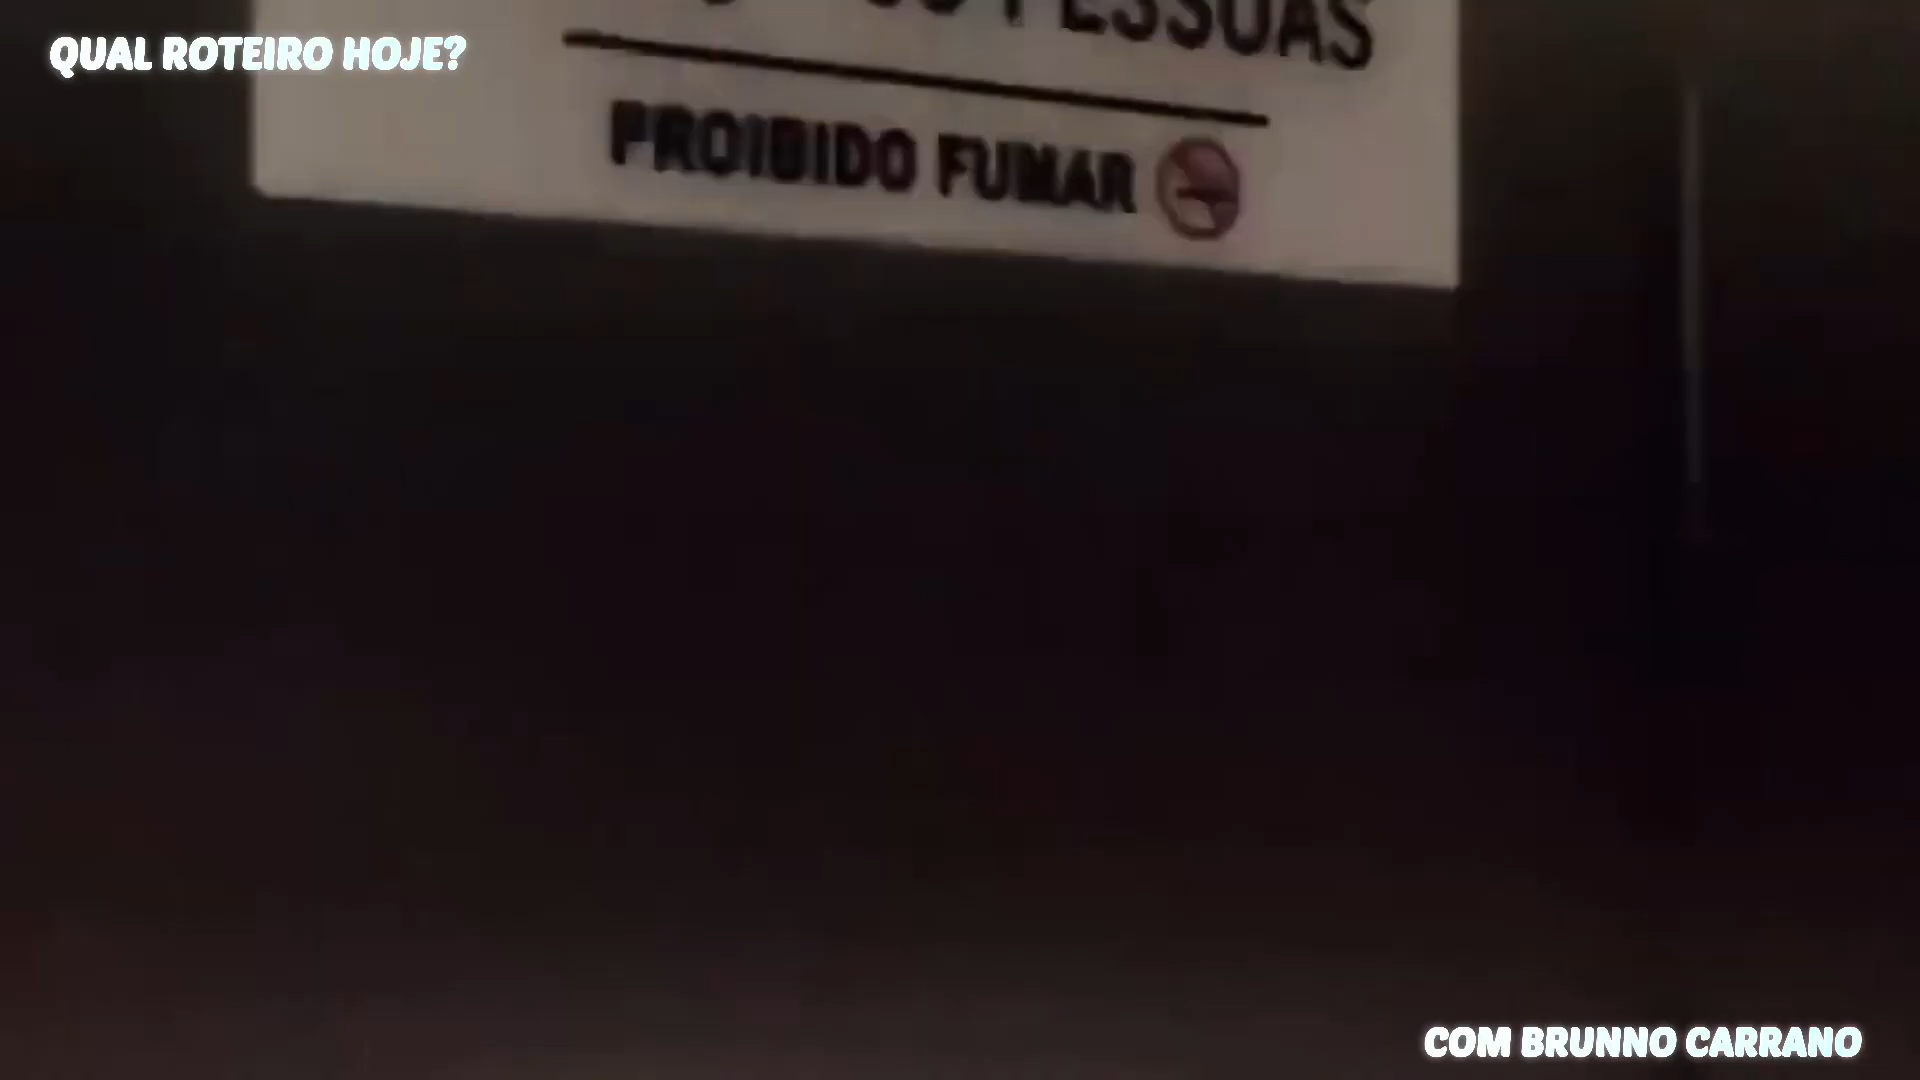 QUAL ROTEIRO HOJE?
PESSOAS
PROIBIDO FUMAR
COM BRUNNO CARRANO